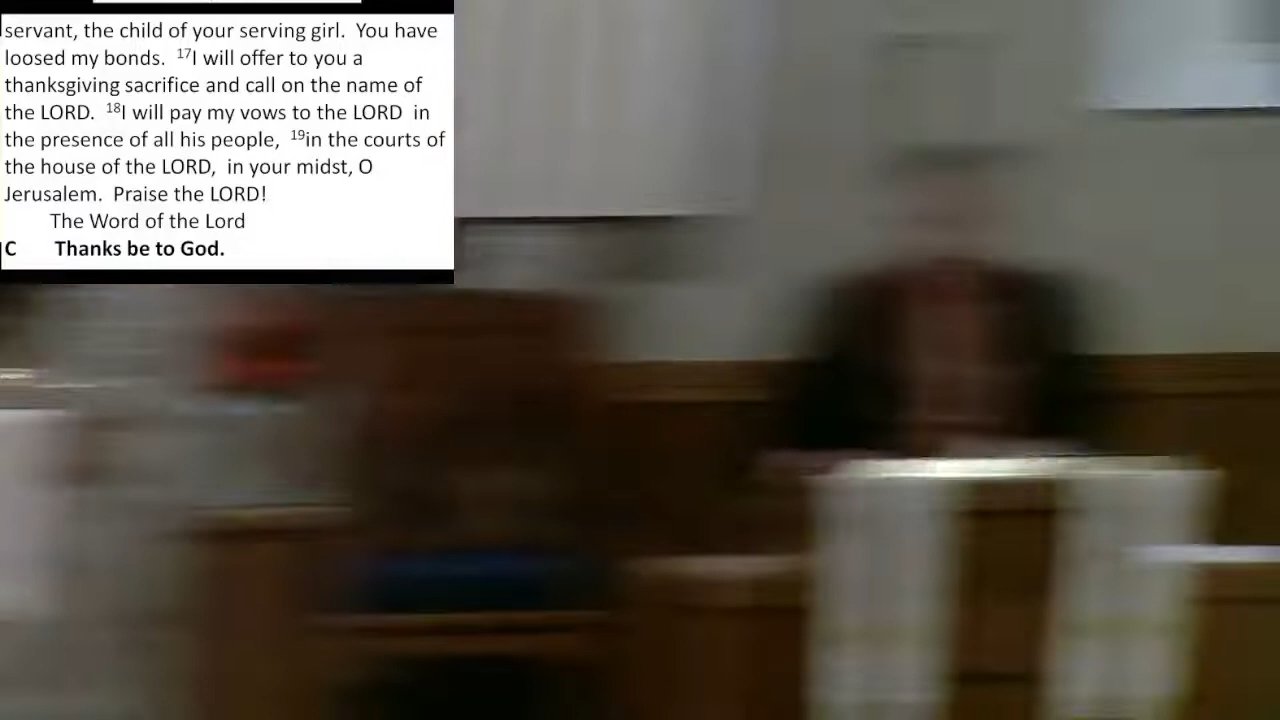 servant, the child of your serving girl. You have
loosed my bonds. 17I will offer to you a
thanksgiving sacrifice and call on the name of
the LORD. 18I will pay my vows to the LORD in
the presence of all his people, 19in the courts of
the house of the LORD, in your midst, O
Jerusalem. Praise the LORD!
The Word of the Lord
C Thanks be to God.